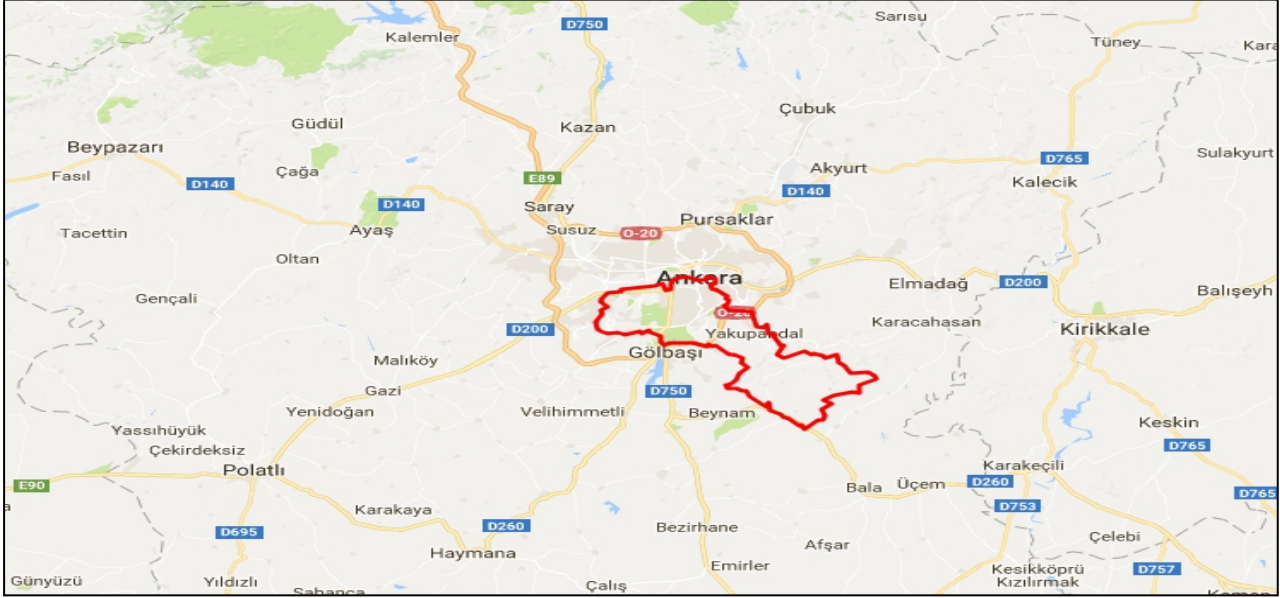 Sarısu
D750
Kalemler
Tüney
Kara
Çubuk
Güdül
Kazan
Beypazarı
Sulakyurt
D765
Akyurt
Çağa
Fasıl
E89
Kalecik
D140
D140
D140
Saray
Pursaklar
Ayaş
Susuz
O-20
Tacettin
Oltan
Ankara
Elmadağ
D200
Balışeyh
Gençali
O-20
Karacahasan
D200
Yakupabdal
Kirikkale
Gölbaşı
Malıköy
Gazi
D750
Yenidoğan
Velihimmetli
Beynam
Keskin
Yassıhüyük
D765
Çekirdeksiz
Polatlı
Karakeçili
E90
Bala
Üçem
D260
D765
a
Karakaya
D753
D260
Bezirhane
D695
Çelebi
Afşar
Haymana
Emirler
Kesikköprü
D757
Günyüzü
Yıldızlı
Çalış
Kızılırmak
Sabanca